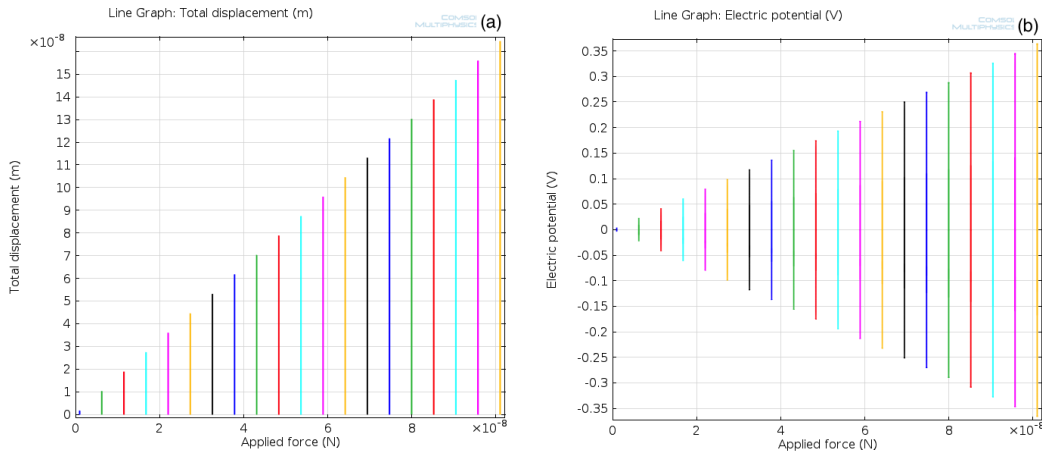 Line Graph: Total displacement (m)
COMSOL
MULTIPHYSICS
(a)
×10⁻⁸
15
14
13
12
11
10
9
8
7
6
5
4
3
2
1
0
Total displacement (m)
0 2 4 6 8 ×10⁻⁸
Applied force (N)
Line Graph: Electric potential (V)
COMSOL
MULTIPHYSICS
(b)
0.35
0.3
0.25
0.2
0.15
0.1
0.05
0
-0.05
-0.1
-0.15
-0.2
-0.25
-0.3
-0.35
Electric potential (V)
0 2 4 6 8 ×10⁻⁸
Applied force (N)